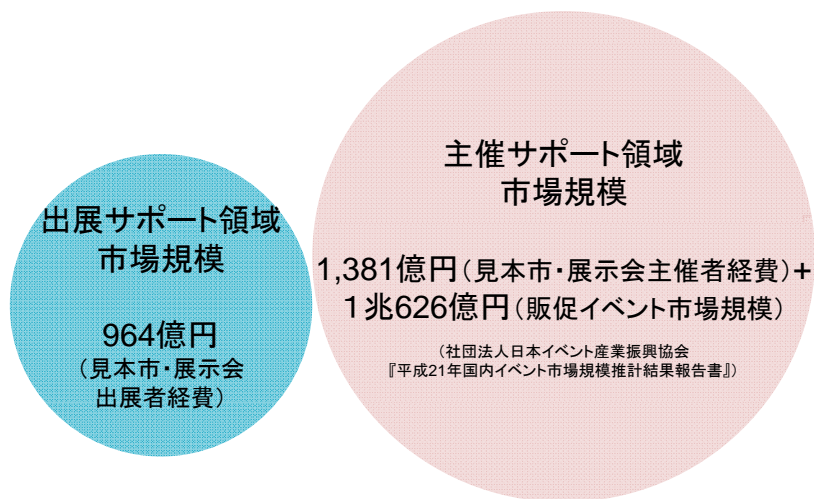 出展サポート領域
市場規模
964億円
（見本市・展示会
出展者経費）
主催サポート領域
市場規模
1,381億円（見本市・展示会主催者経費）+
１兆626億円（販促イベント市場規模）
（社団法人日本イベント産業振興協会
『平成21年国内イベント市場規模推計結果報告書』）